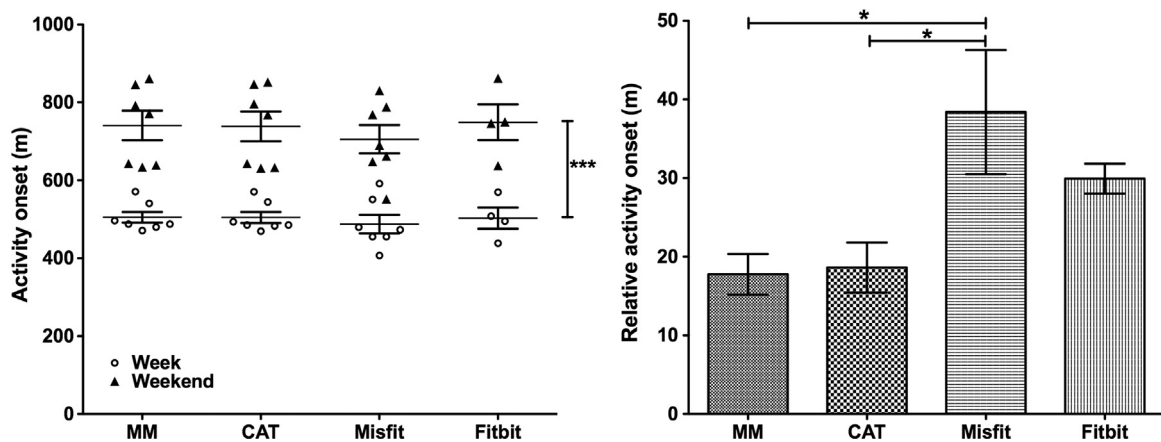 Activity onset (m)
1000
800
600
400
200
0
***
Week
Weekend
MM CAT Misfit Fitbit
Relative activity onset (m)
50
40
30
20
10
0
*
*
MM CAT Misfit Fitbit